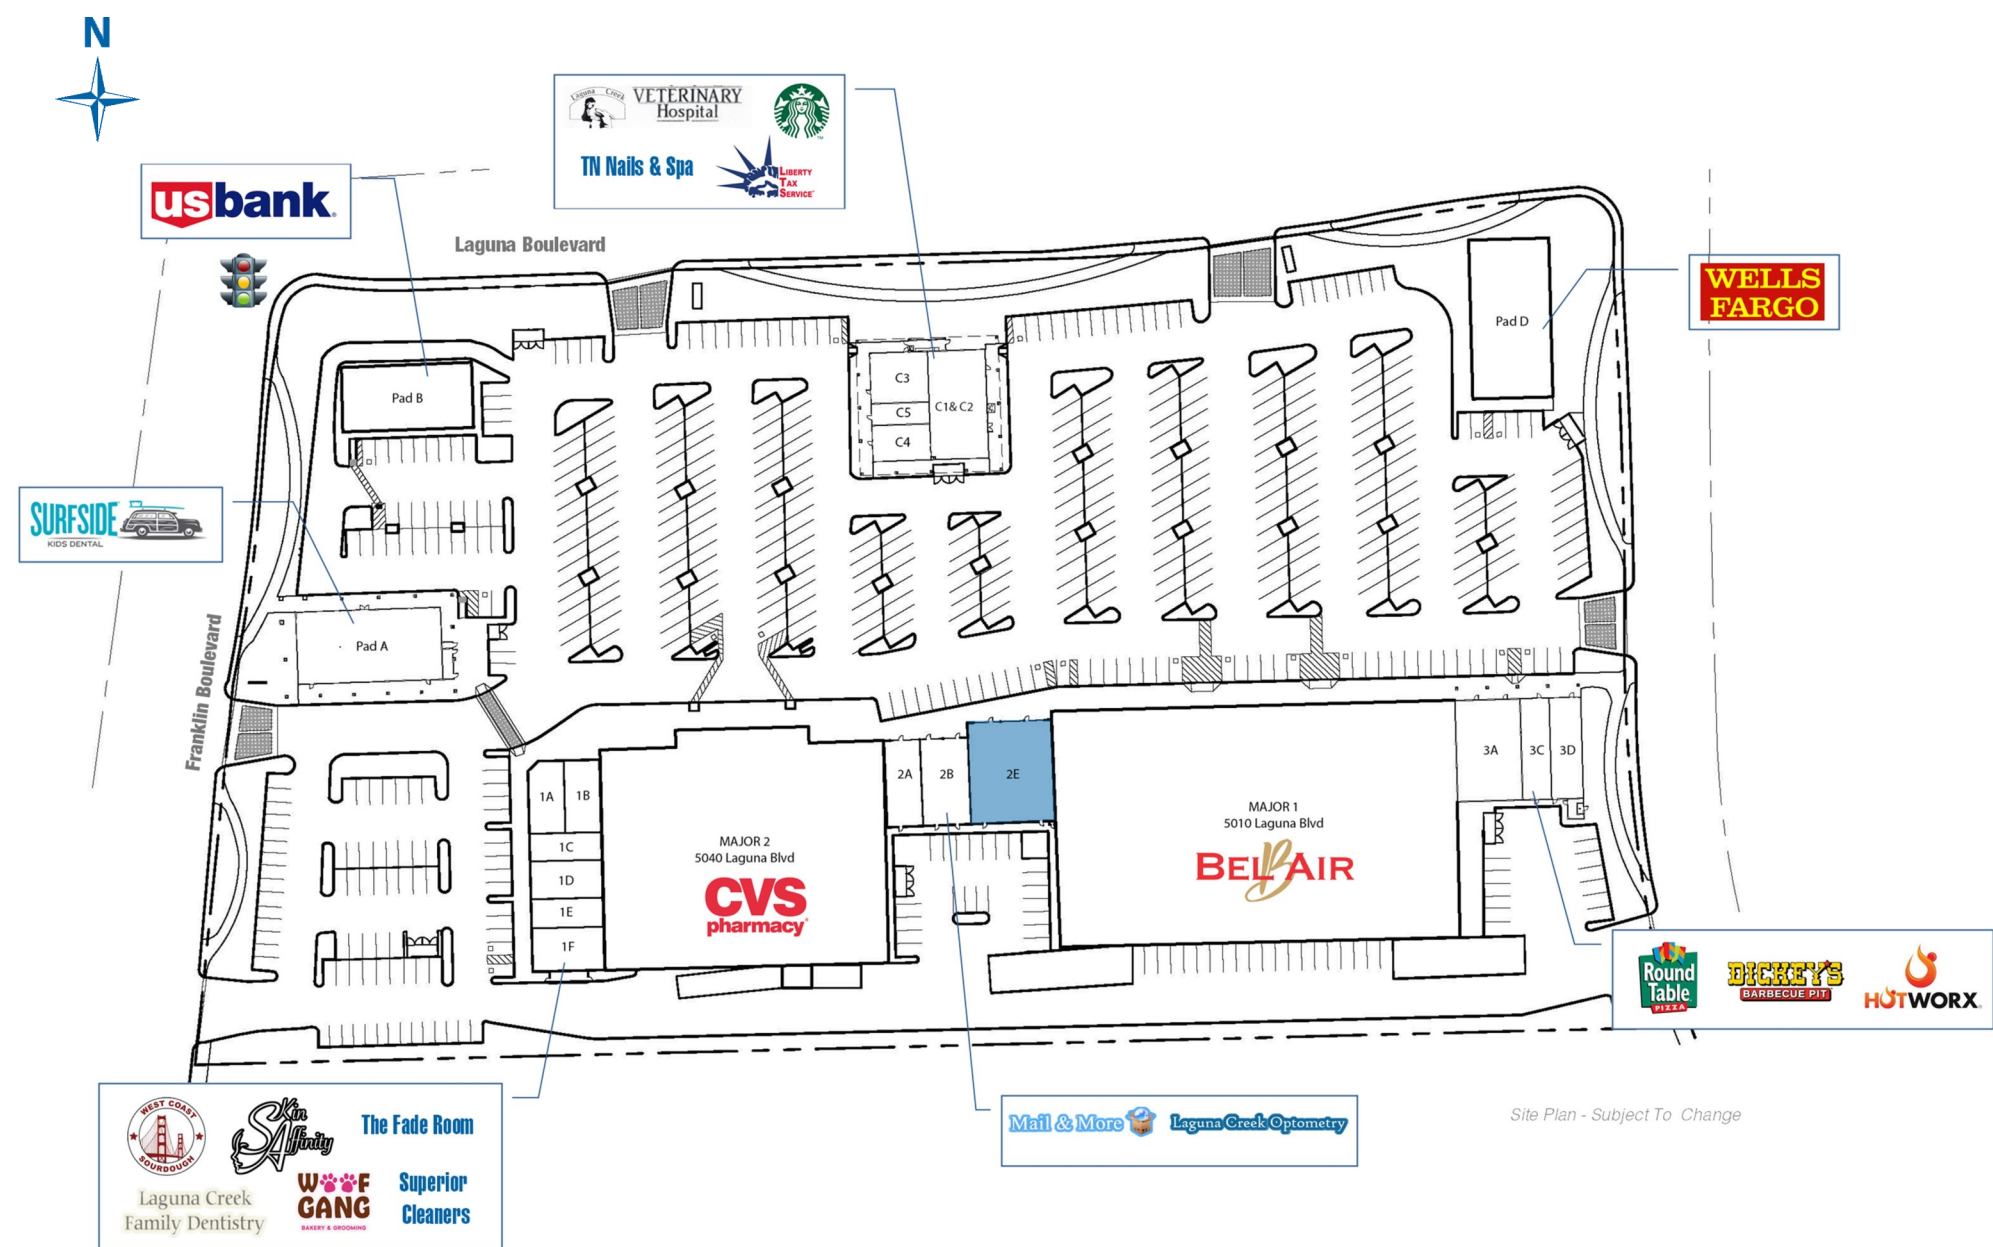 N
Laguna Creek
VETERINARY
Hospital
TN Nails & Spa
LIBERTY
TAX
SERVICE
usbank
Laguna Boulevard
WELLS
FARGO
Pad D
Pad B
C3
C5
C1& C2
C4
SURFSIDE
KIDS DENTAL
Pad A
Franklin Boulevard
1A
1B
1C
1D
1E
1F
MAJOR 2
5040 Laguna Blvd
CVS
pharmacy
2A
2B
2E
MAJOR 1
5010 Laguna Blvd
BEL AIR
3A
3C
3D
Round
Table
PIZZA
DICKEY'S
BARBECUE PIT
HOTWORX
WEST COAST
SOURDOUGH
Skin
Affinity
The Fade Room
Laguna Creek
Family Dentistry
WOOF
GANG
BAKERY & GROOMING
Superior
Cleaners
Mail & More
Laguna Creek Optometry
Site Plan - Subject To Change